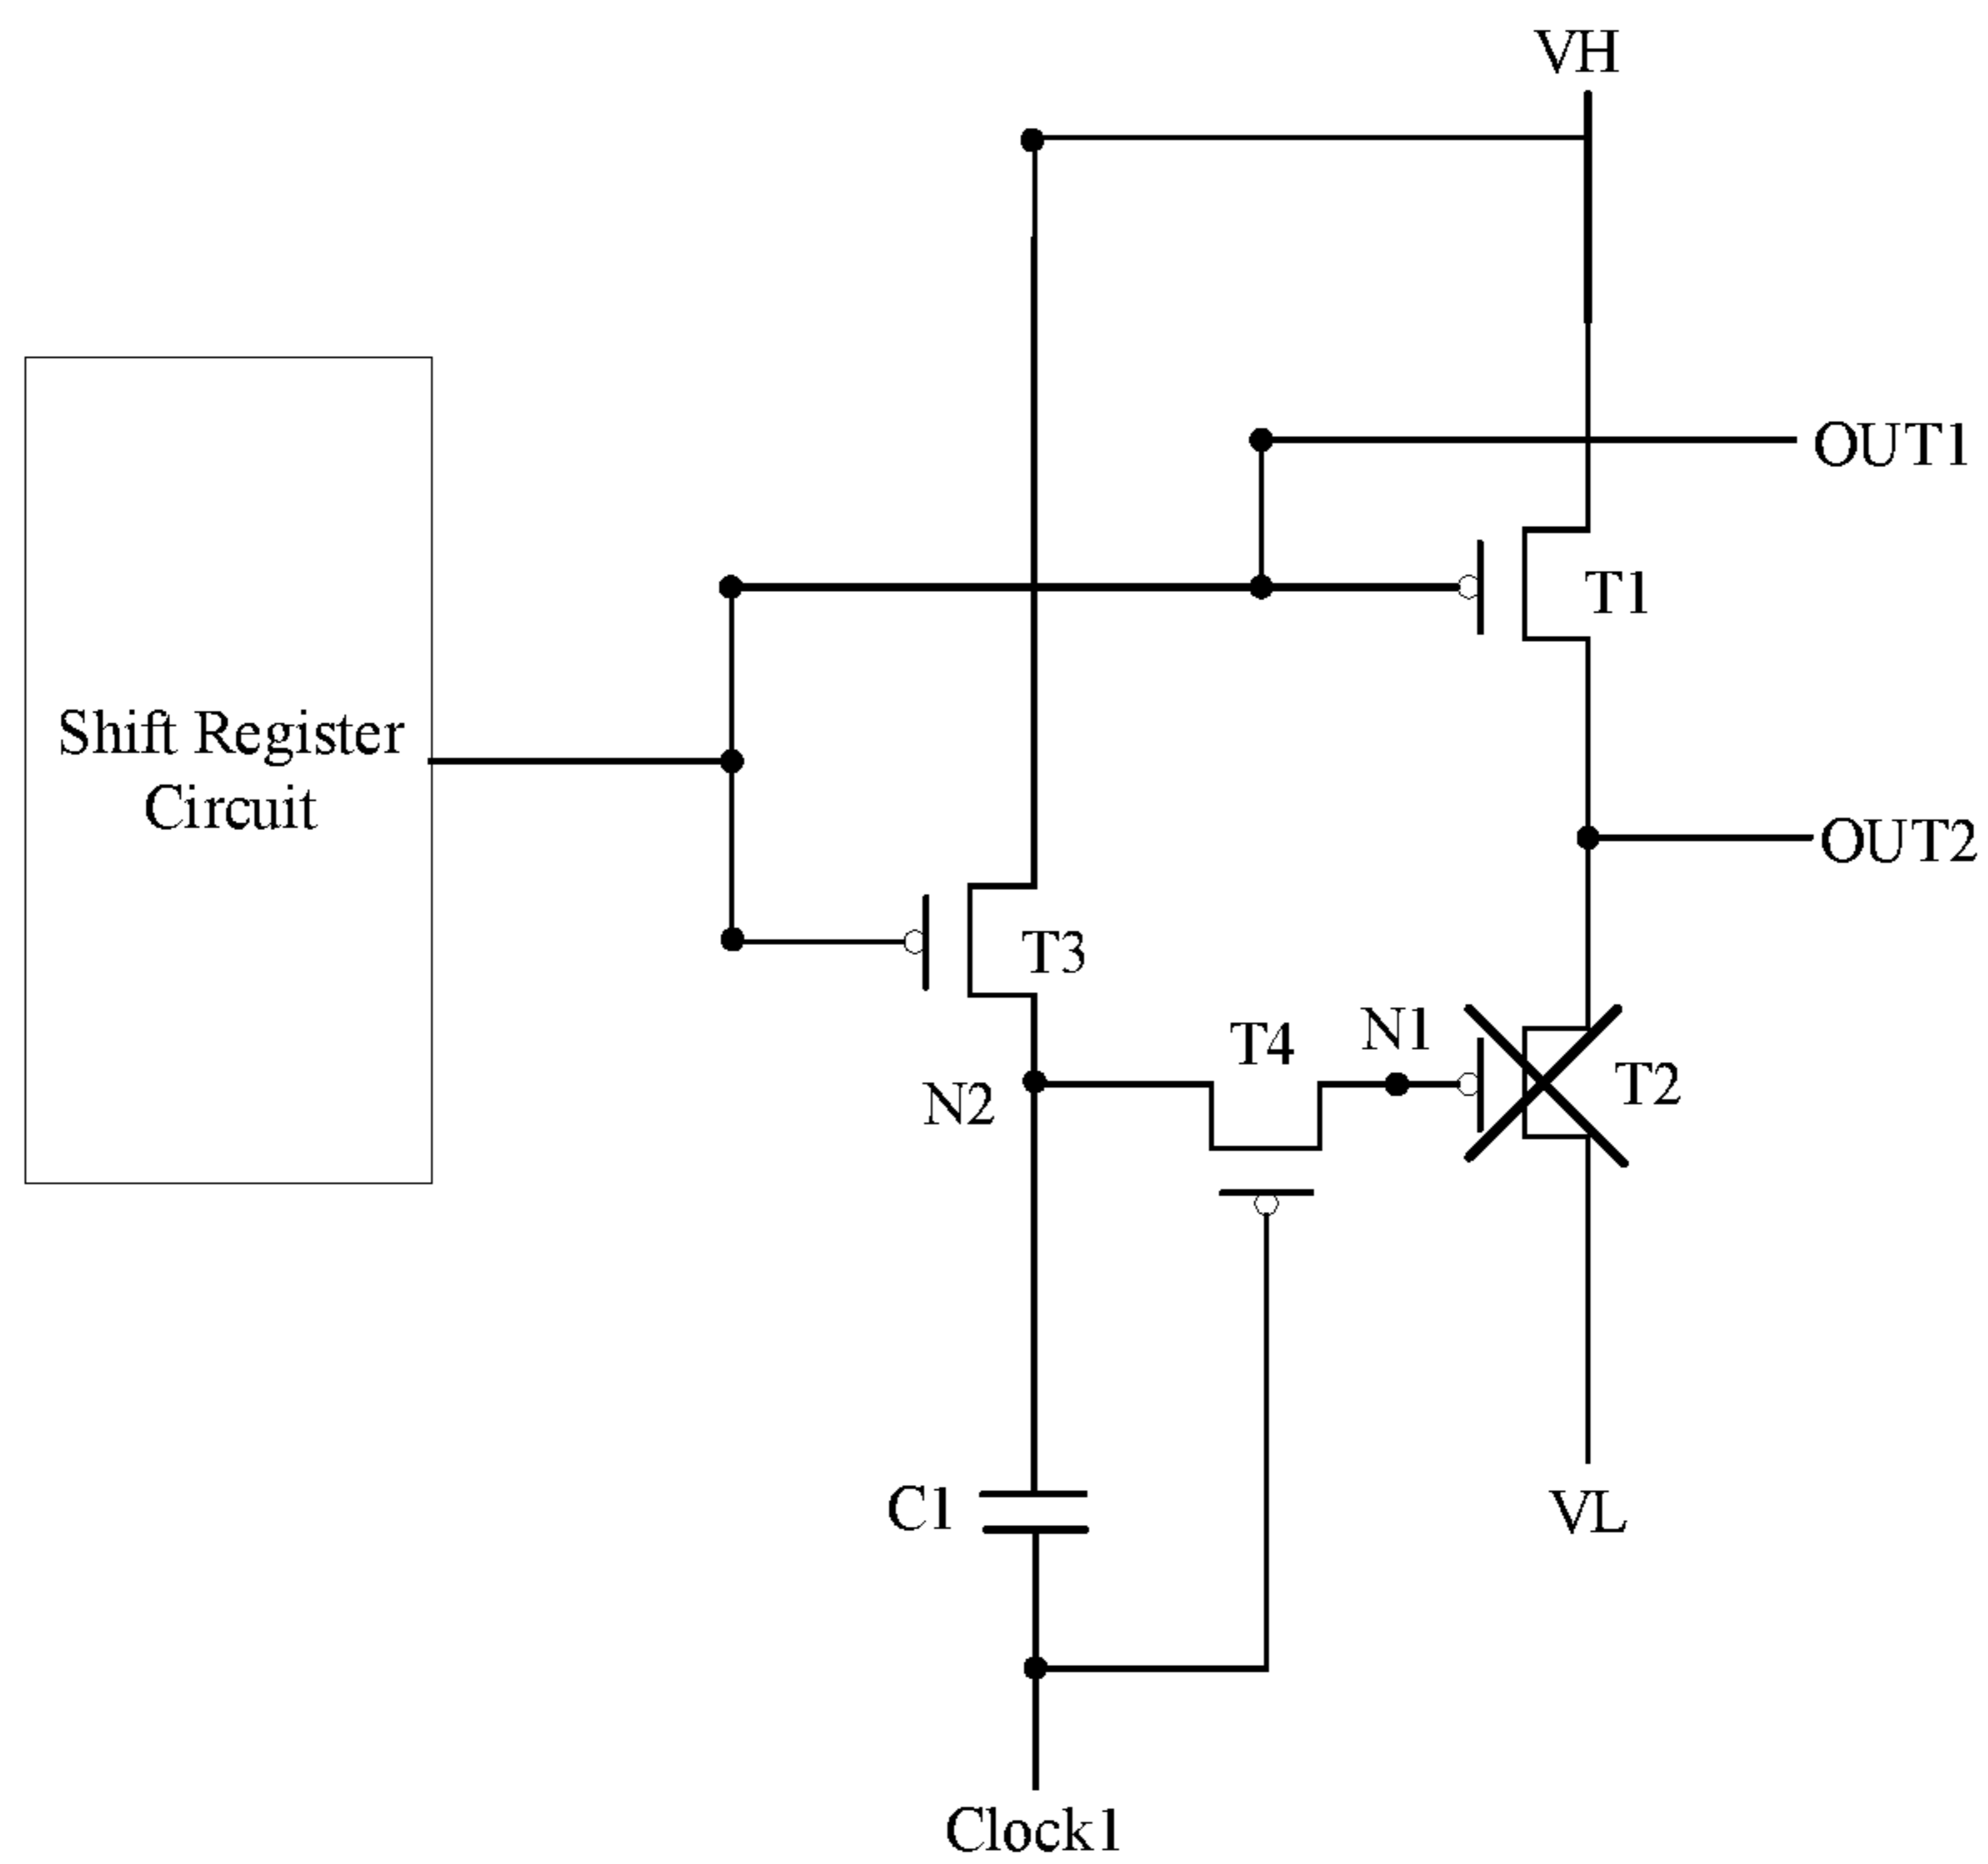 VH
OUT1
T1
Shift Register
Circuit
OUT2
T3
N1
T4
T2
N2
C1
VL
Clock1